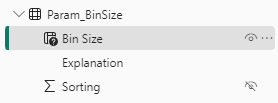 Param_BinSize
Bin Size
Explanation
Sorting